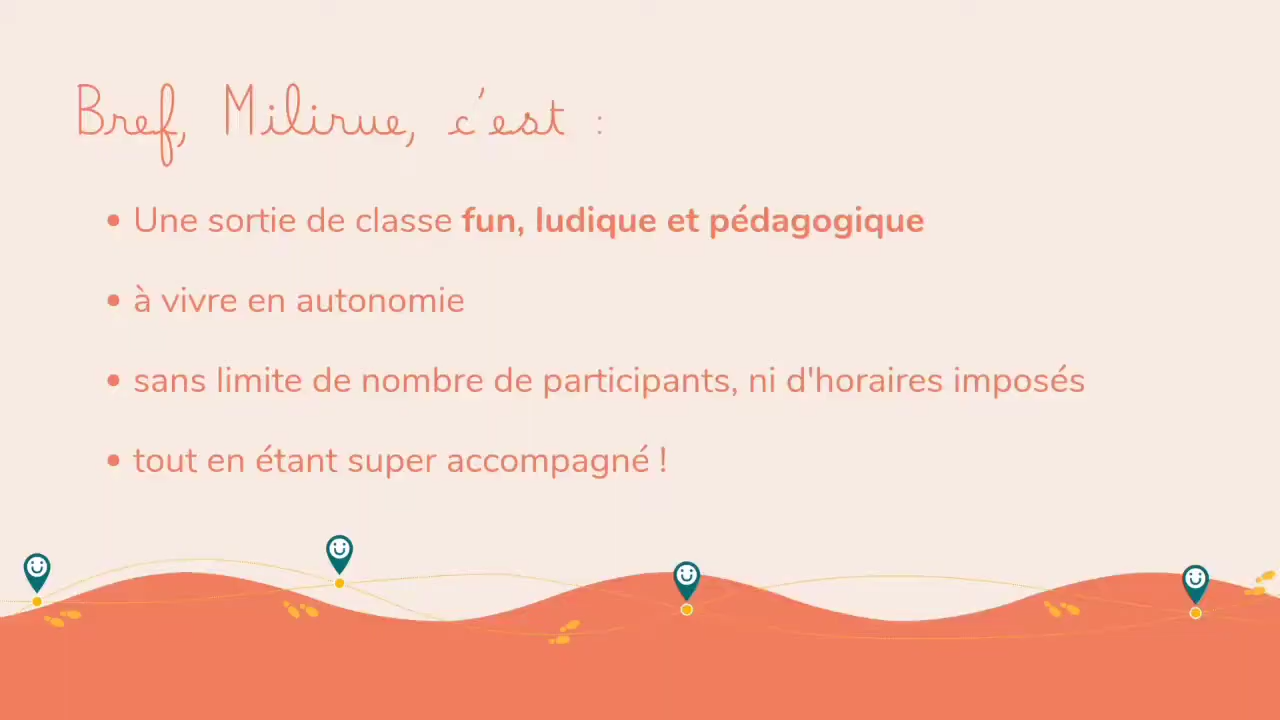 Bref, Milirue, c'est :
• Une sortie de classe fun, ludique et pédagogique
• à vivre en autonomie
• sans limite de nombre de participants, ni d'horaires imposés
• tout en étant super accompagné !